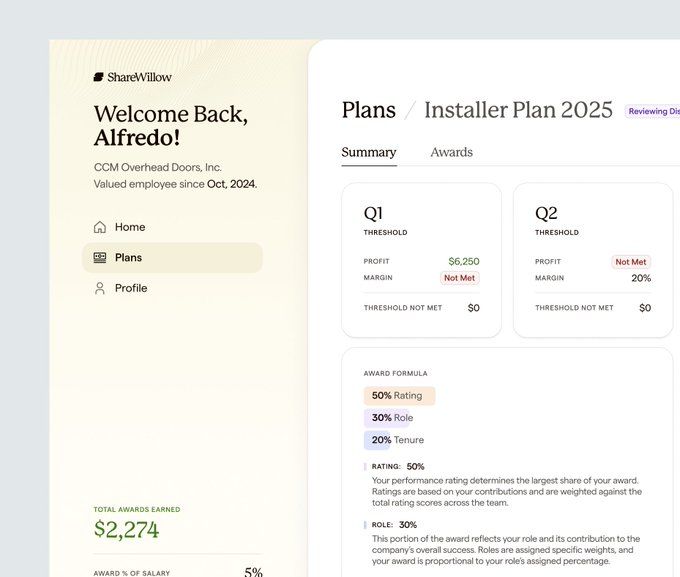 ShareWillow
Welcome Back,
Alfredo!
CCM Overhead Doors, Inc.
Valued employee since Oct, 2024.
Home
Plans
Profile
TOTAL AWARDS EARNED
$2,274
AWARD % OF SALARY 5%
Plans / Installer Plan 2025 Reviewing Dis
Summary Awards
Q1
THRESHOLD
PROFIT $6,250
MARGIN Not Met
THRESHOLD NOT MET $0
Q2
THRESHOLD
PROFIT Not Met
MARGIN 20%
THRESHOLD NOT MET $0
AWARD FORMULA
50% Rating
30% Role
20% Tenure
RATING: 50%
Your performance rating determines the largest share of your award.
Ratings are based on your contributions and are weighted against the
total rating scores across the team.
ROLE: 30%
This portion of the award reflects your role and its contribution to the
company's overall success. Roles are assigned specific weights, and
your award is proportional to your role's assigned percentage.